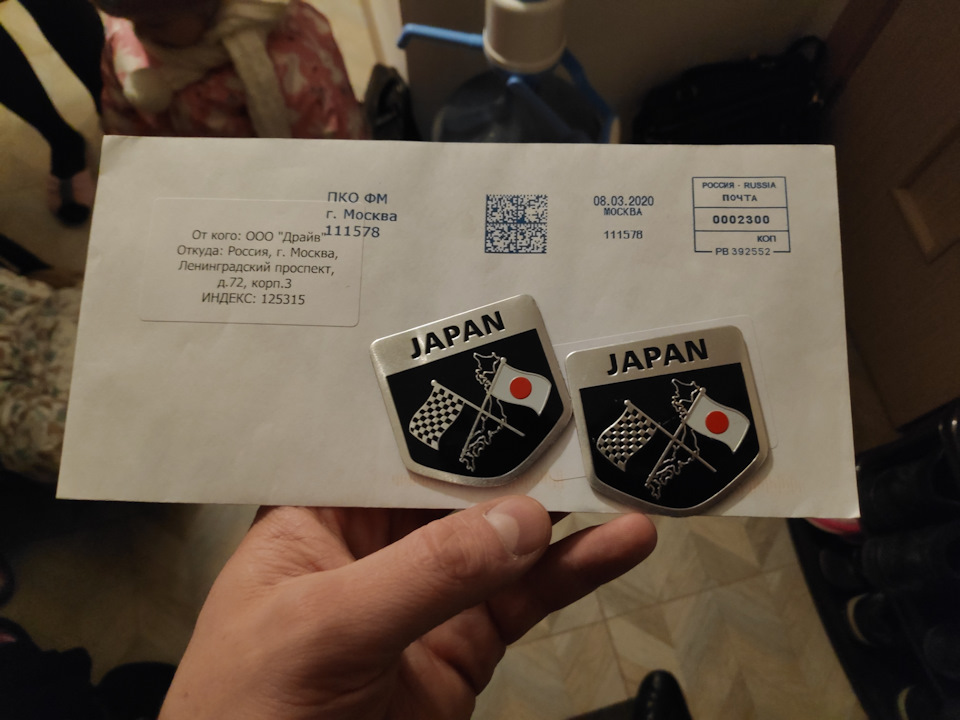 ПКО ФМ
г. Москва
111578
От кого: ООО "Драйв"
Откуда: Россия, г. Москва,
Ленинградский проспект,
д.72, корп.3
ИНДЕКС: 125315
08.03.2020
МОСКВА
111578
РОССИЯ - RUSSIA
ПОЧТА
0002300
КОП
РВ 392552
JAPAN
JAPAN